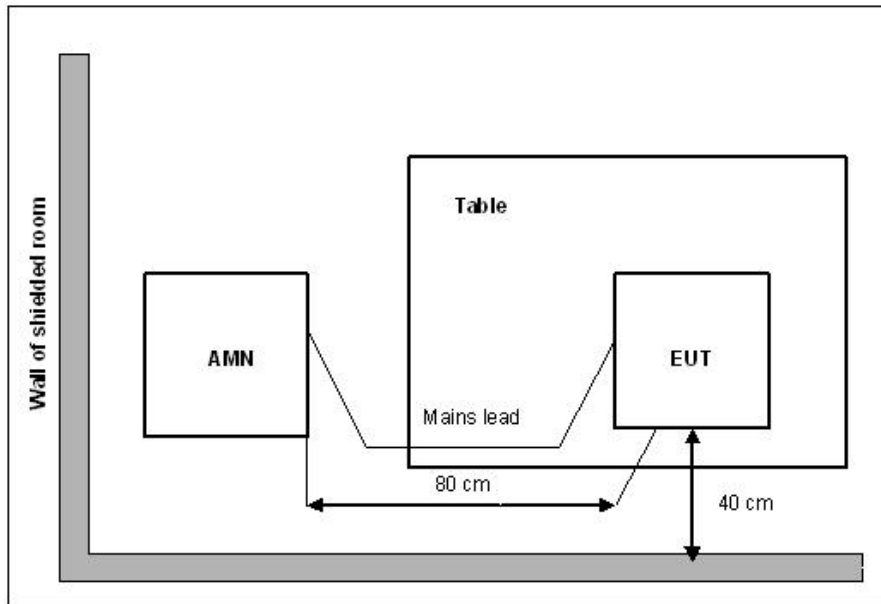 Wall of shielded room
Table
AMN
EUT
Mains lead
80 cm
40 cm